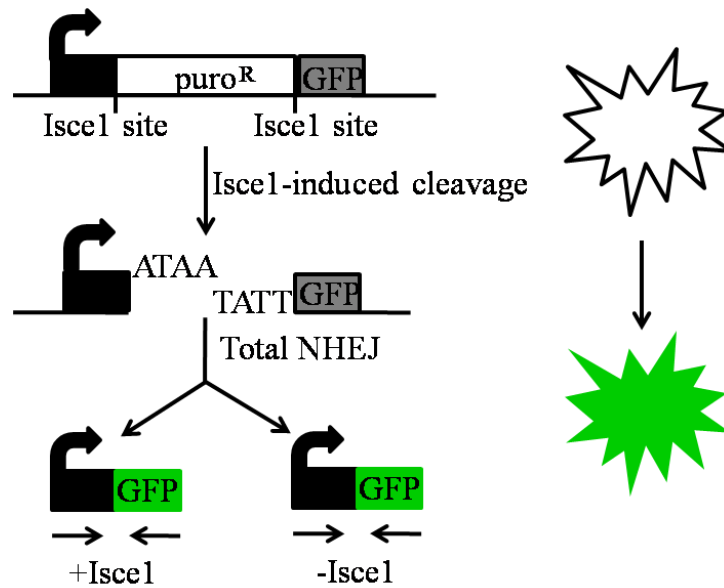 puroᴿ GFP
Isce1 site Isce1 site
Isce1-induced cleavage
ATAA
TATT GFP
Total NHEJ
GFP GFP
+Isce1 -Isce1